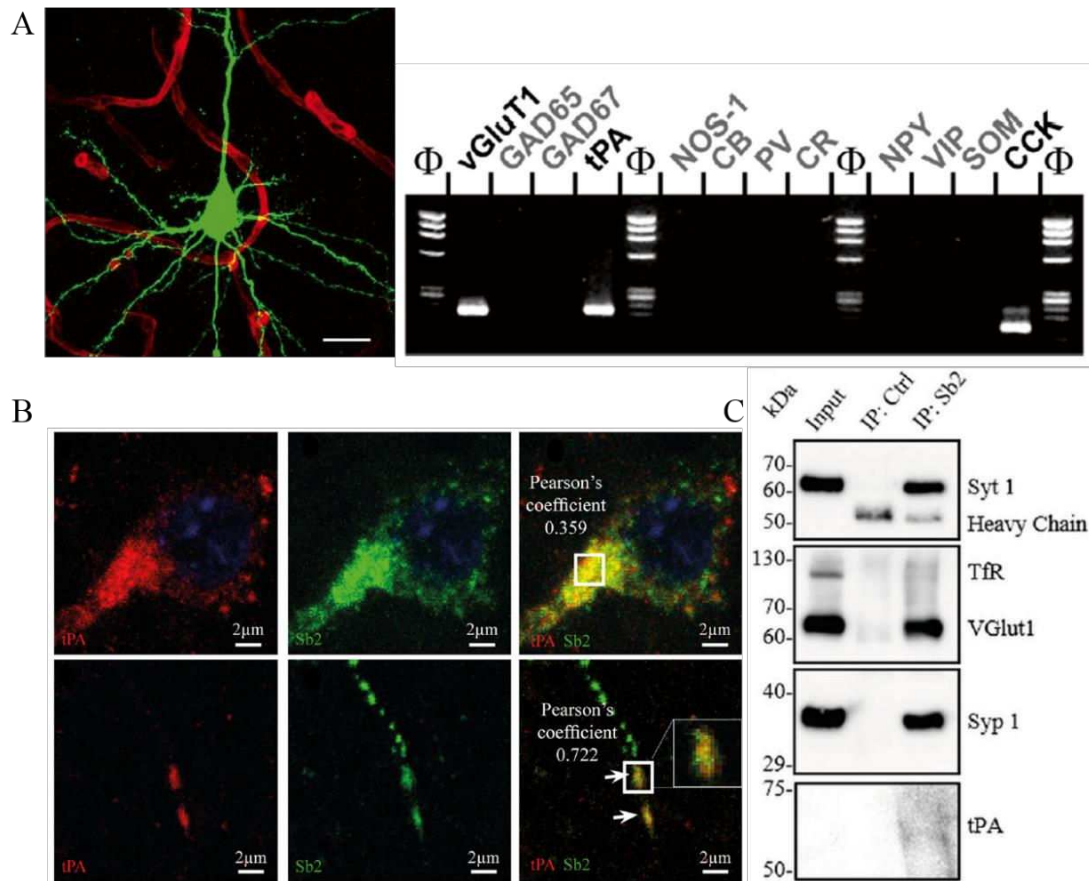 A
Φ
vGluT1
GAD65
GAD67
tPA
Φ
NOS-1
CB
PV
CR
Φ
NPY
VIP
SOM
CCK
Φ
B
tPA
2µm
Sb2
2µm
Pearson's
coefficient
0.359
tPA Sb2
2µm
tPA
2µm
Sb2
2µm
Pearson's
coefficient
0.722
tPA Sb2
2µm
C
kDa
Input
IP: Ctrl
IP: Sb2
70-
60-
50-
Syt 1
Heavy Chain
130-
70-
60-
TfR
VGlut1
40-
29-
Syp 1
75-
50-
tPA